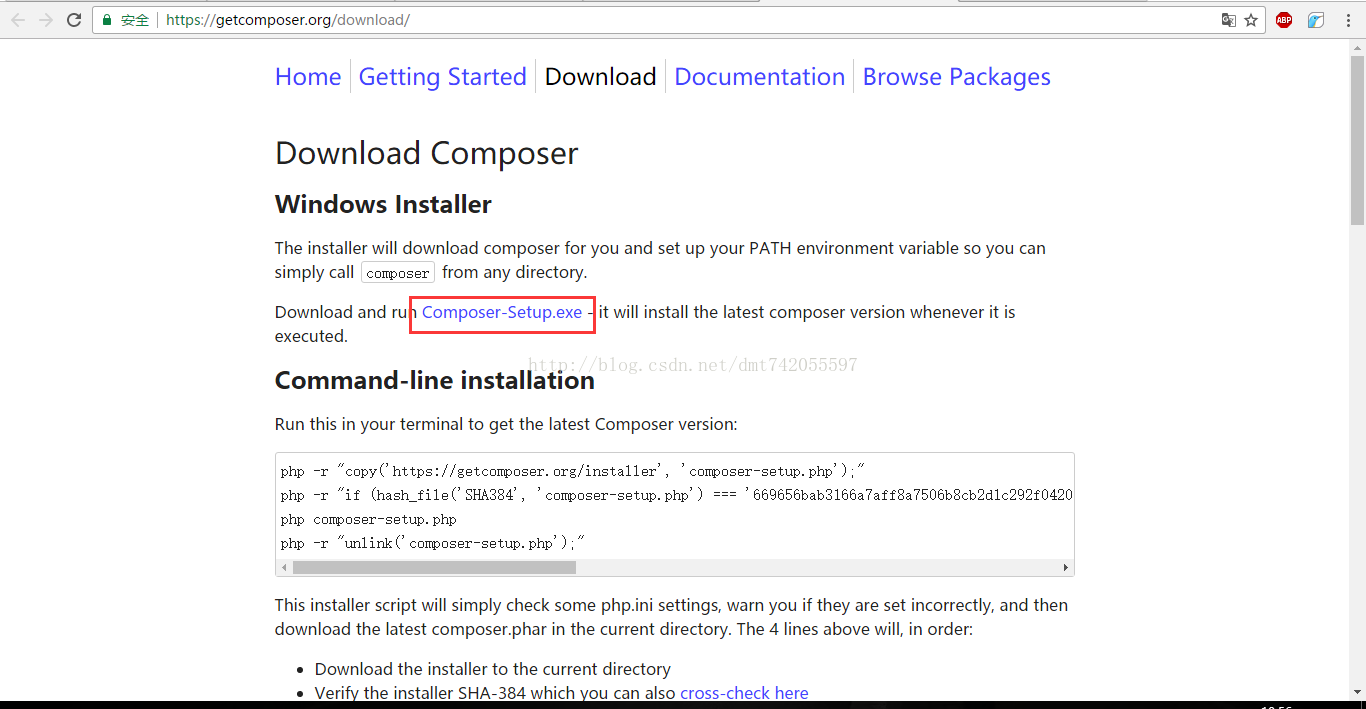 安全 https://getcomposer.org/download/
ABP
Home Getting Started Download Documentation Browse Packages
Download Composer
Windows Installer
The installer will download composer for you and set up your PATH environment variable so you can
simply call composer from any directory.
Download and run Composer-Setup.exe - it will install the latest composer version whenever it is
executed.
http://blog.csdn.net/dmt742055597
Command-line installation
Run this in your terminal to get the latest Composer version:
php -r "copy('https://getcomposer.org/installer', 'composer-setup.php');"
php -r "if (hash_file('SHA384', 'composer-setup.php') === '669656bab3166a7aff8a7506b8cb2d1c292f0420
php composer-setup.php
php -r "unlink('composer-setup.php');"
This installer script will simply check some php.ini settings, warn you if they are set incorrectly, and then
download the latest composer.phar in the current directory. The 4 lines above will, in order:
• Download the installer to the current directory
• Verify the installer SHA-384 which you can also cross-check here